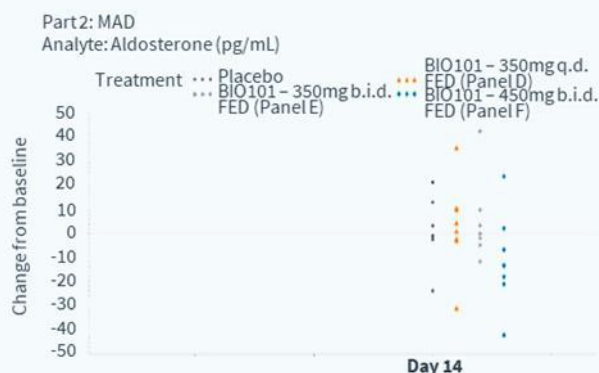 Part 2: MAD
Analyte: Aldosterone (pg/mL)
Treatment
Placebo
BIO101 – 350mg b.i.d.
FED (Panel E)
BIO101 – 350mg q.d.
FED (Panel D)
BIO101 – 450mg b.i.d.
FED (Panel F)
Change from baseline
50
40
30
20
10
0
-10
-20
-30
-40
-50
Day 14